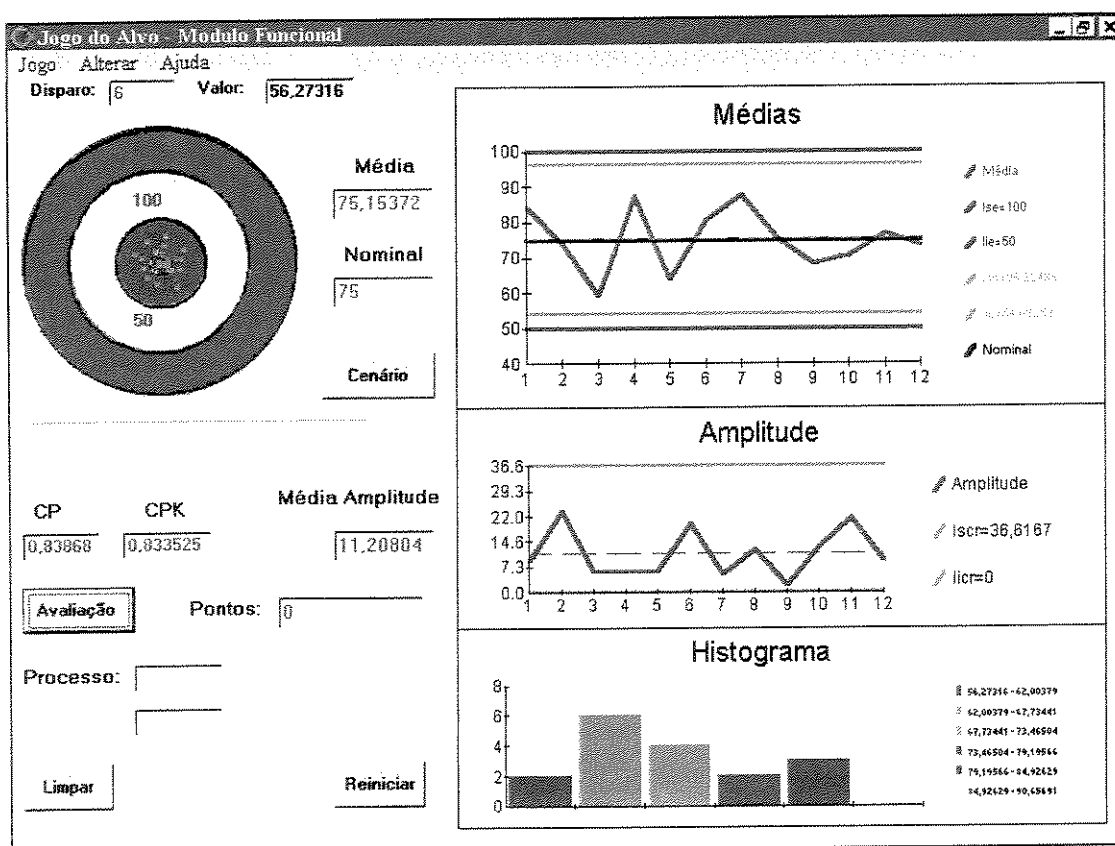 Jogo do Alvo - Modulo Funcional
Jogo Alterar Ajuda
Disparo: 6 Valor: 56,27316
100
50
Média
75,15372
Nominal
75
Cenário
CP CPK Média Amplitude
0,83868 0,833525 11,20804
Avaliação Pontos: 0
Processo:
Limpar Reiniciar
Médias
100
90
80
70
60
50
40
1 2 3 4 5 6 7 8 9 10 11 12
Média
lse=100
lie=50
Nominal
Amplitude
36.6
29.3
22.0
14.6
7.3
0.0
1 2 3 4 5 6 7 8 9 10 11 12
Amplitude
lscr=36,6167
licr=0
Histograma
8
6
4
2
0
56,27316 - 62,00379
62,00379 - 67,73441
67,73441 - 73,46504
73,46504 - 79,19566
79,19566 - 84,92629
84,92629 - 90,65691